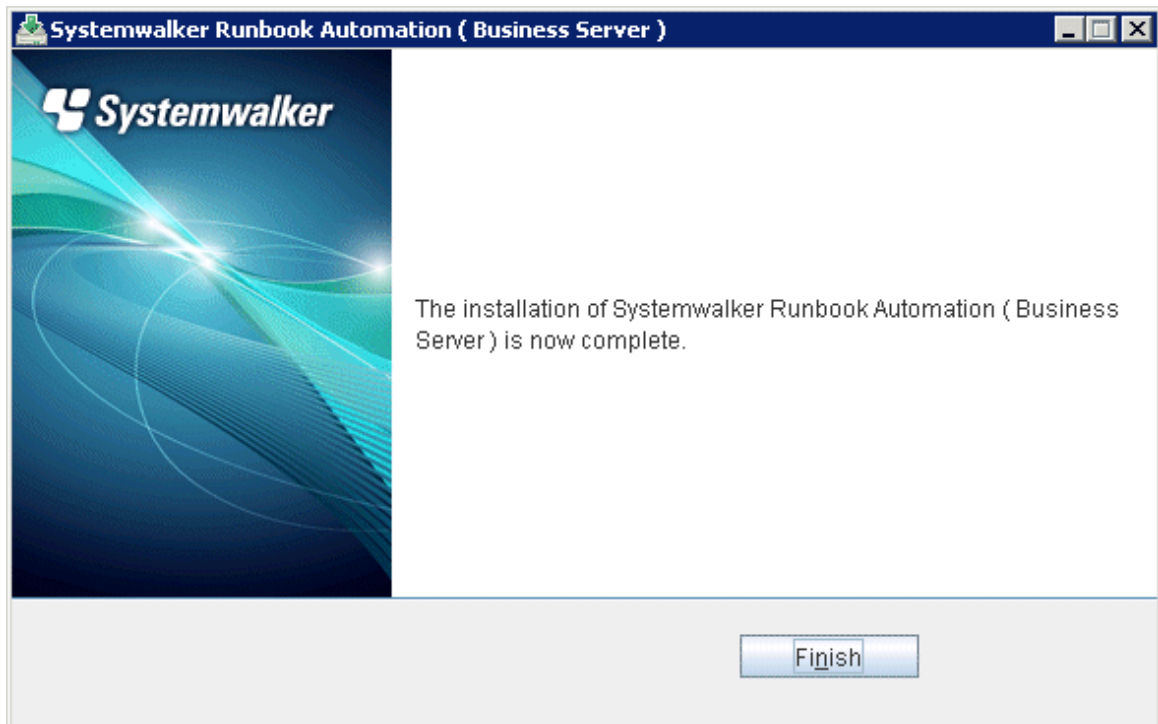 Systemwalker Runbook Automation ( Business Server )
Systemwalker
The installation of Systemwalker Runbook Automation ( Business
Server ) is now complete.
Finish